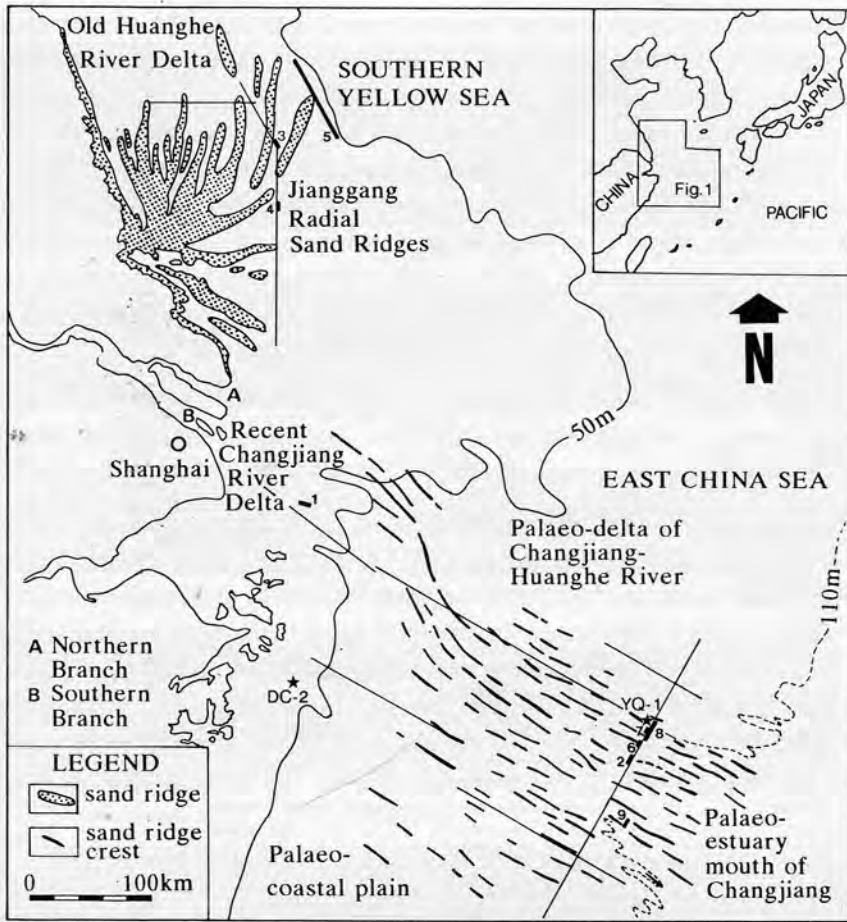 Old Huanghe
River Delta
SOUTHERN
YELLOW SEA
3
5
4
Jianggang
Radial
Sand Ridges
CHINA
JAPAN
Fig.1
PACIFIC
N
A
B
Shanghai
Recent
Changjiang
River
Delta
1
50m
EAST CHINA SEA
Palaeo-delta of
Changjiang-
Huanghe River
110m
A Northern
Branch
B Southern
Branch
DC-2
YQ-1
7
8
6
2
9
LEGEND
sand ridge
sand ridge
crest
0 100km
Palaeo-
coastal plain
Palaeo-
estuary
mouth of
Changjiang